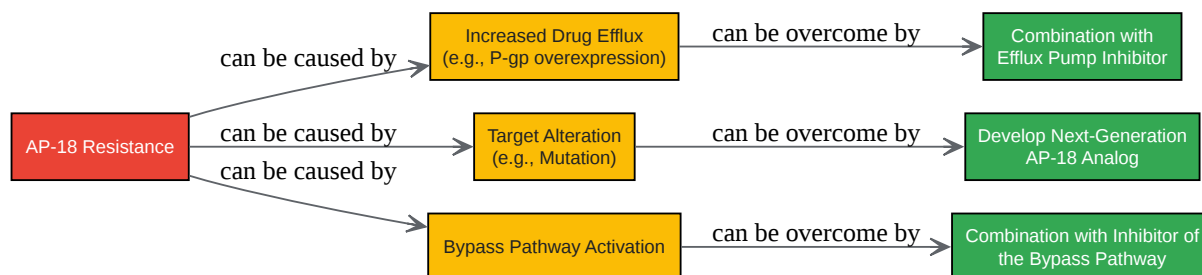 AP-18 Resistance
can be caused by
Increased Drug Efflux
(e.g., P-gp overexpression)
can be overcome by
Combination with
Efflux Pump Inhibitor
can be caused by
Target Alteration
(e.g., Mutation)
can be overcome by
Develop Next-Generation
AP-18 Analog
can be caused by
Bypass Pathway Activation
can be overcome by
Combination with Inhibitor of
the Bypass Pathway